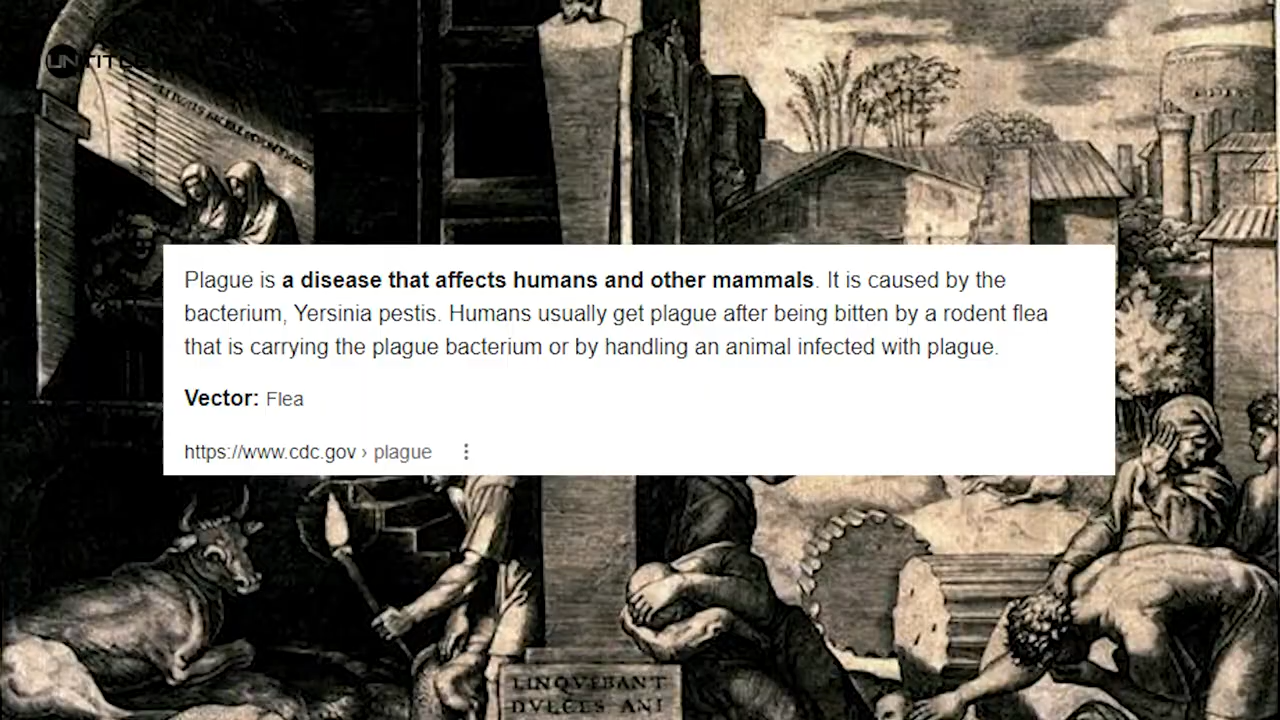 UNTITLED
Plague is a disease that affects humans and other mammals. It is caused by the
bacterium, Yersinia pestis. Humans usually get plague after being bitten by a rodent flea
that is carrying the plague bacterium or by handling an animal infected with plague.
Vector: Flea
https://www.cdc.gov › plague
LINQVEBANT
DVLCES ANI